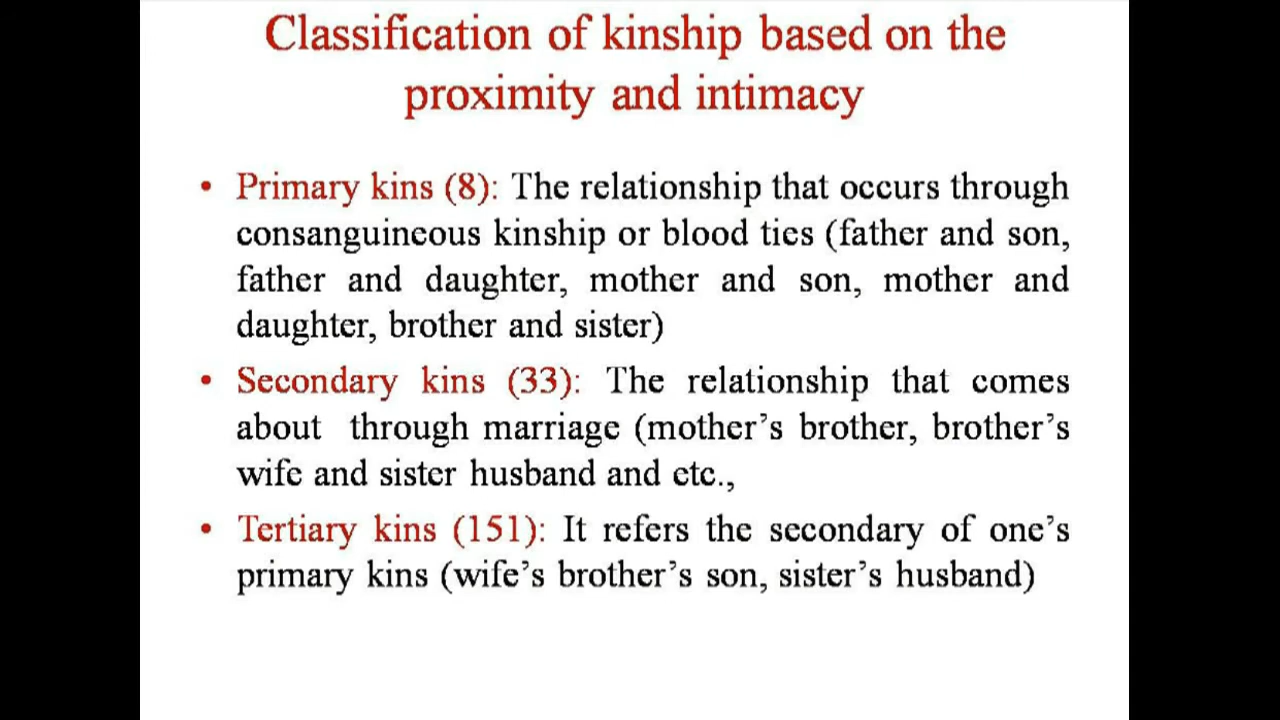 Classification of kinship based on the
proximity and intimacy
• Primary kins (8): The relationship that occurs through
consanguineous kinship or blood ties (father and son,
father and daughter, mother and son, mother and
daughter, brother and sister)
• Secondary kins (33): The relationship that comes
about through marriage (mother’s brother, brother’s
wife and sister husband and etc.,
• Tertiary kins (151): It refers the secondary of one’s
primary kins (wife’s brother’s son, sister’s husband)